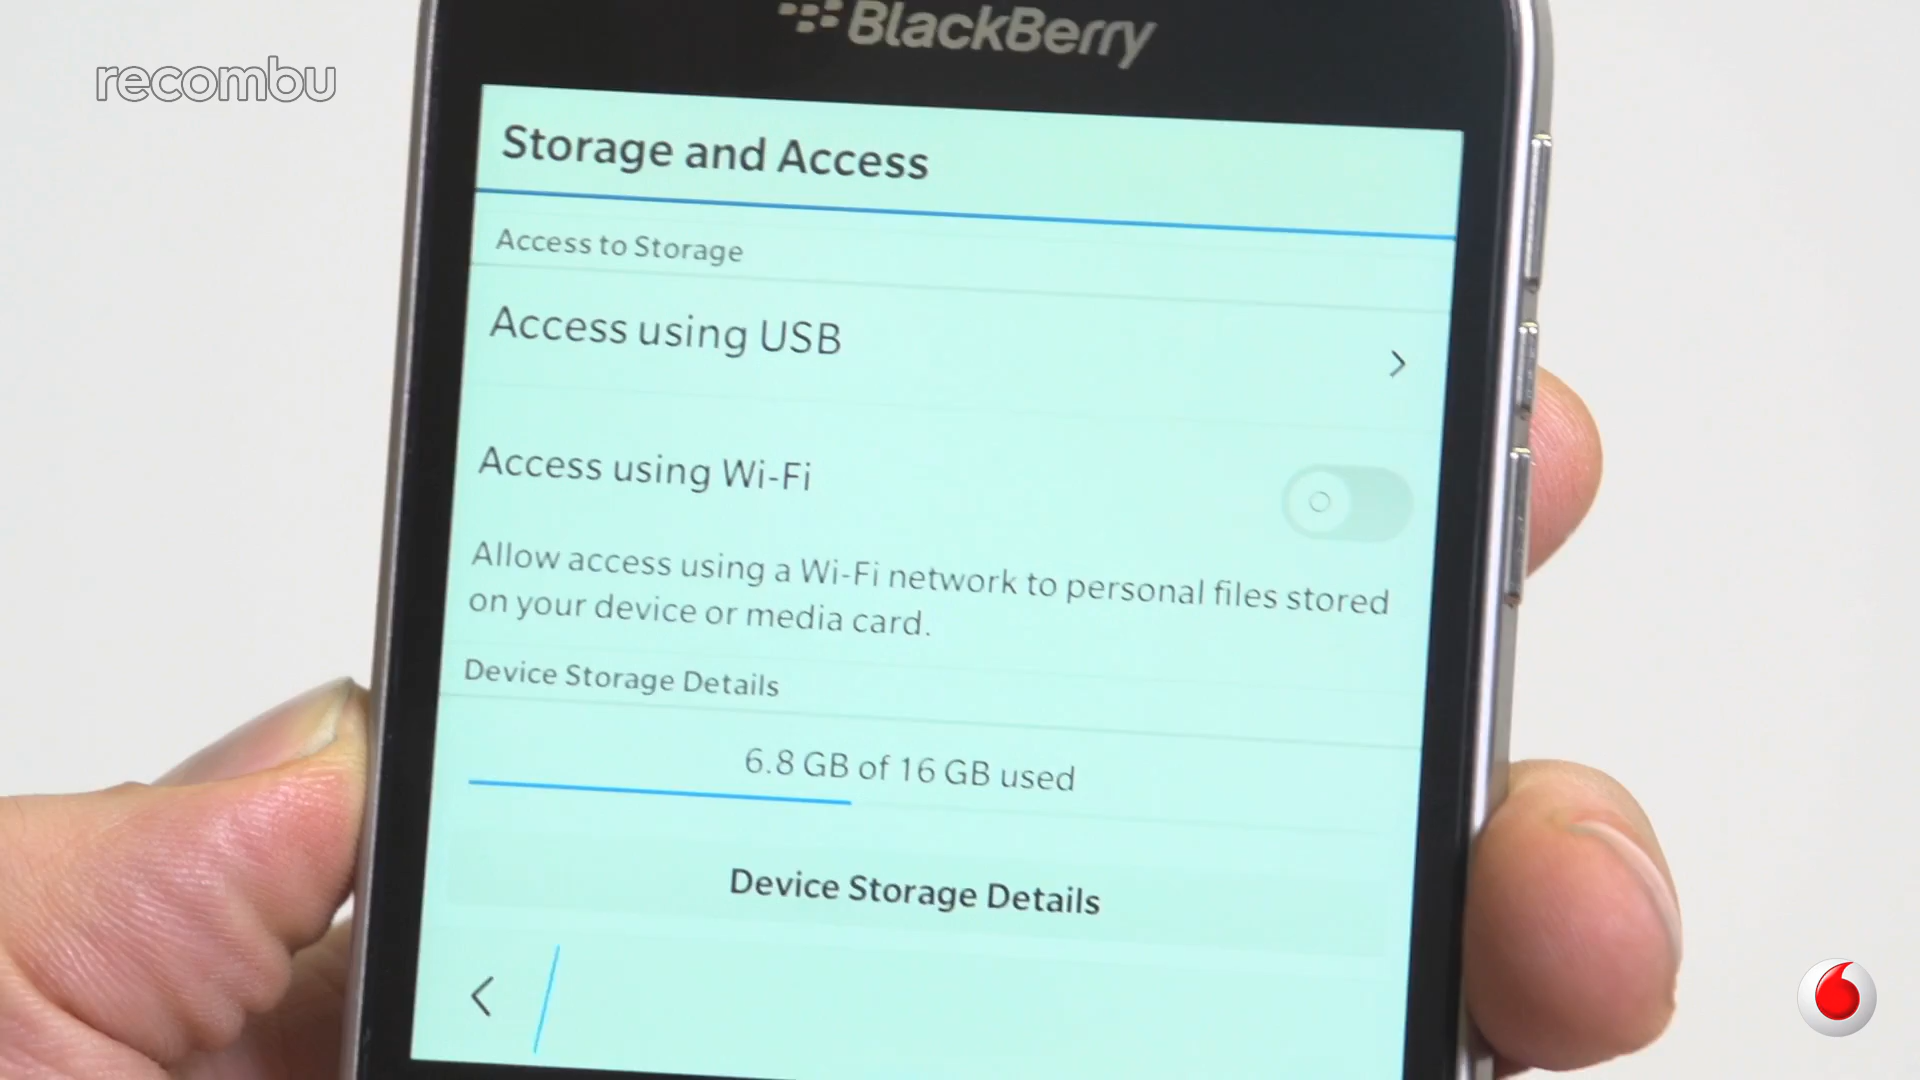 BlackBerry
recombu
Storage and Access
Access to Storage
Access using USB
Access using Wi-Fi
Allow access using a Wi-Fi network to personal files stored
on your device or media card.
Device Storage Details
6.8 GB of 16 GB used
Device Storage Details